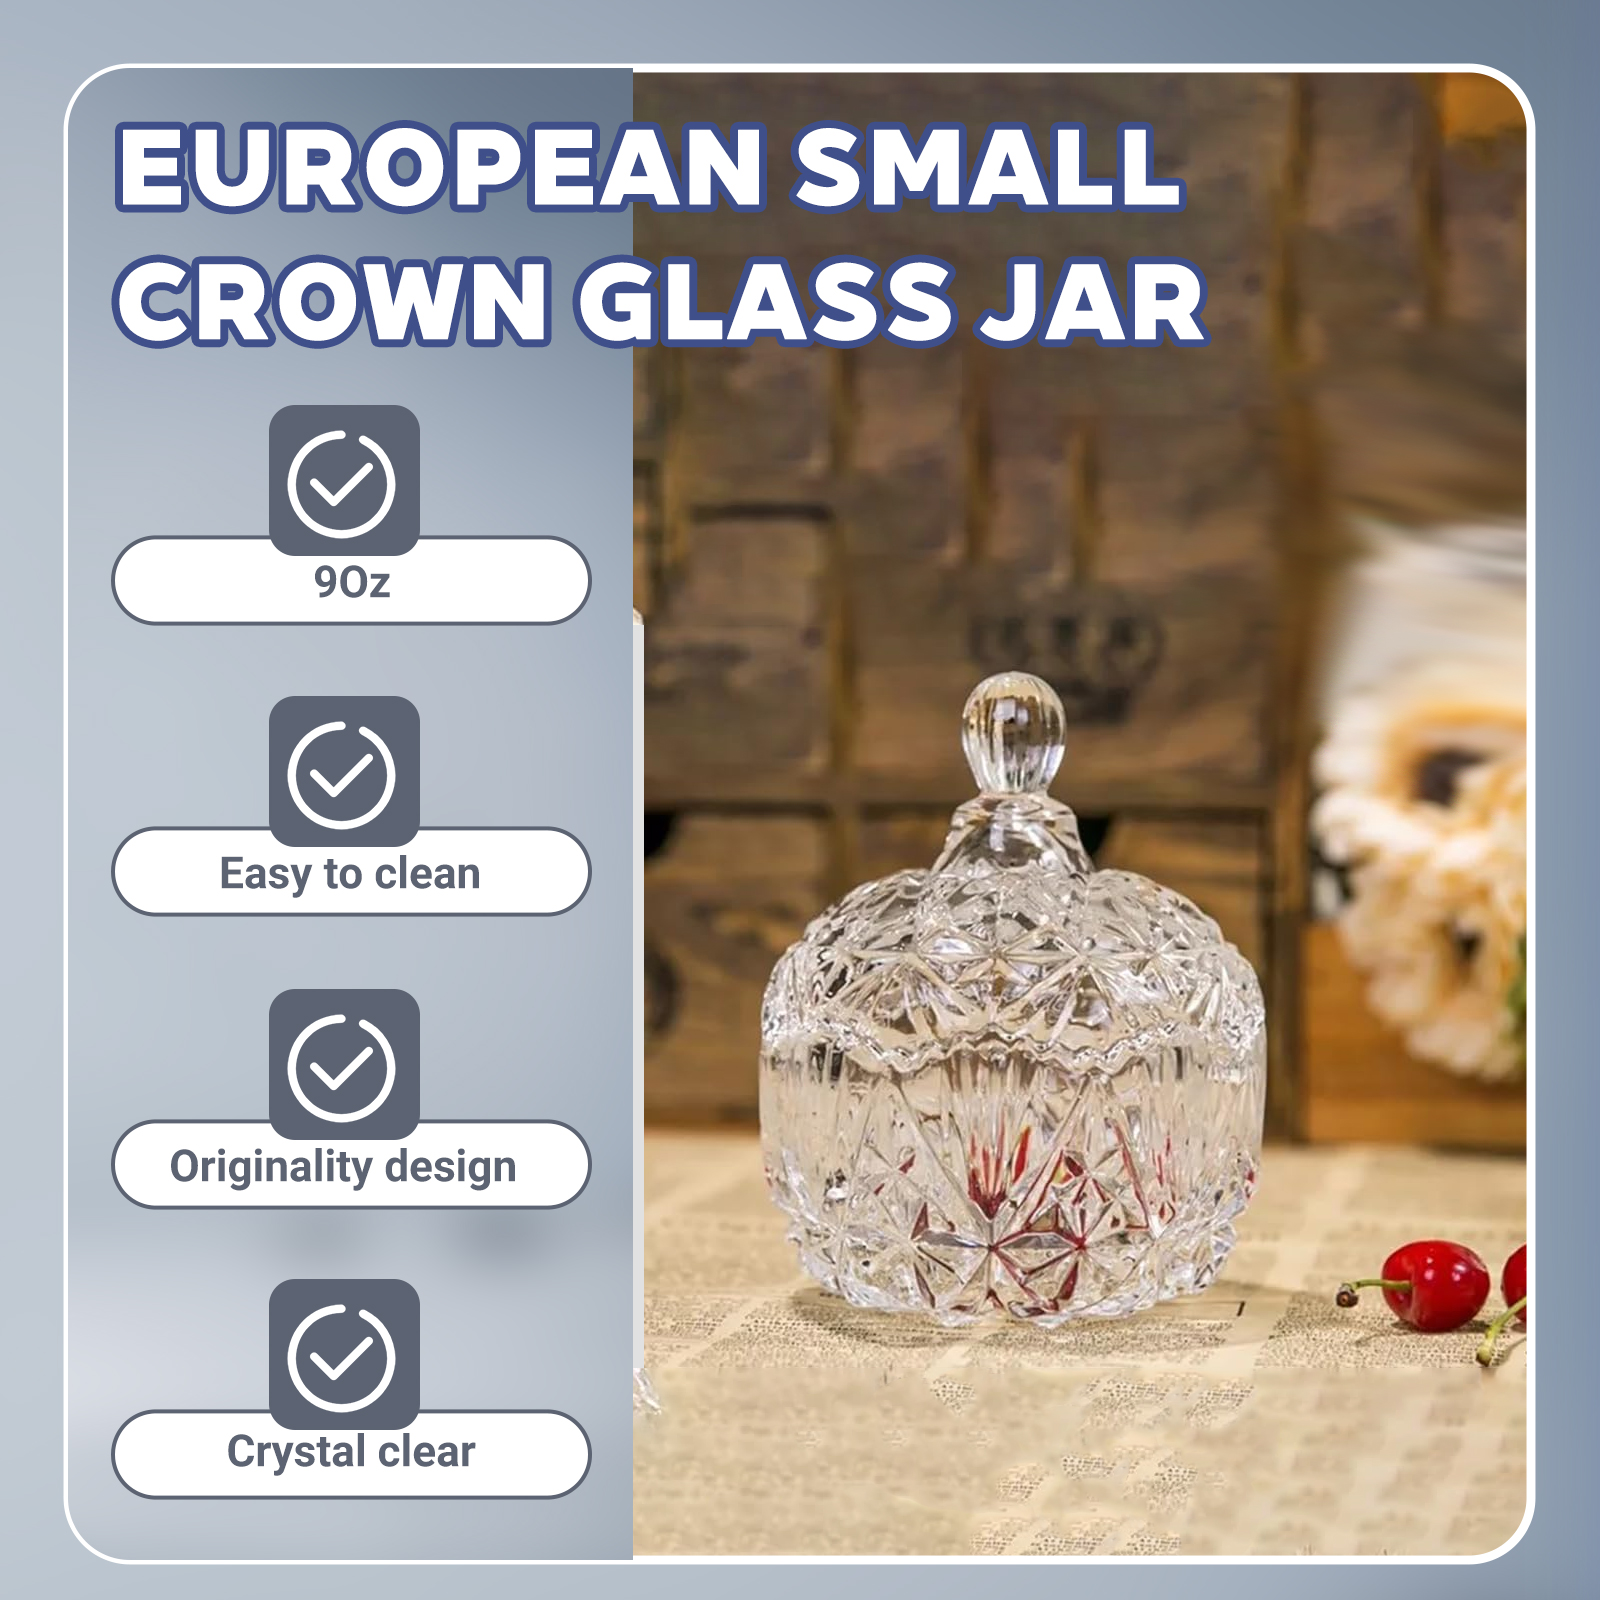 EUROPEAN SMALL
CROWN GLASS JAR
9Oz
Easy to clean
Originality design
Crystal clear